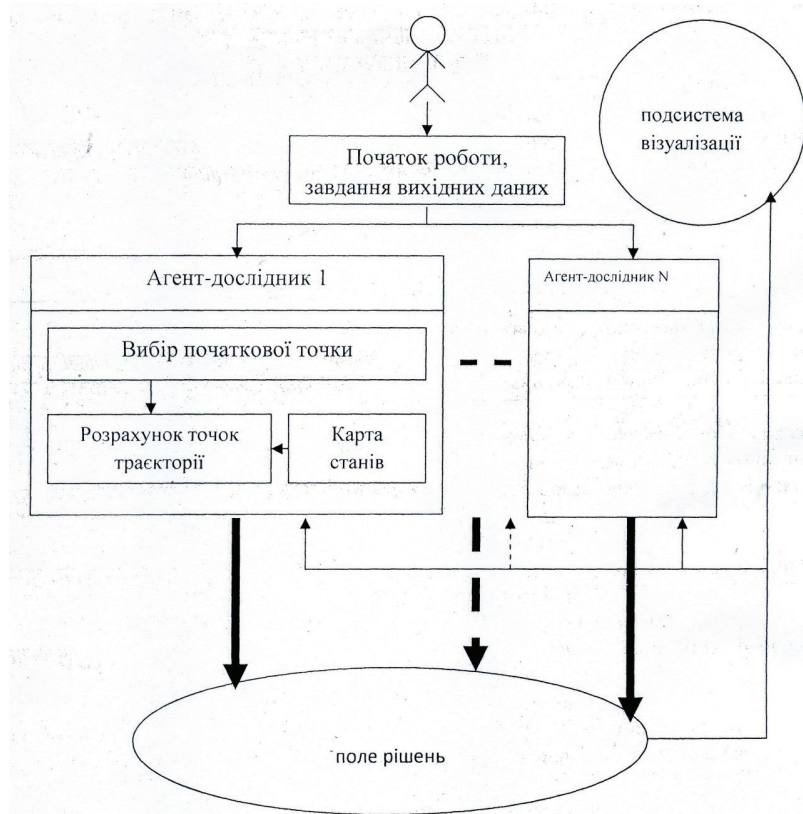 подсистема
візуалізації
Початок роботи,
завдання вихідних даних
Агент-дослідник 1
Агент-дослідник N
Вибір початкової точки
Розрахунок точок
траєкторії
Карта
станів
поле рішень